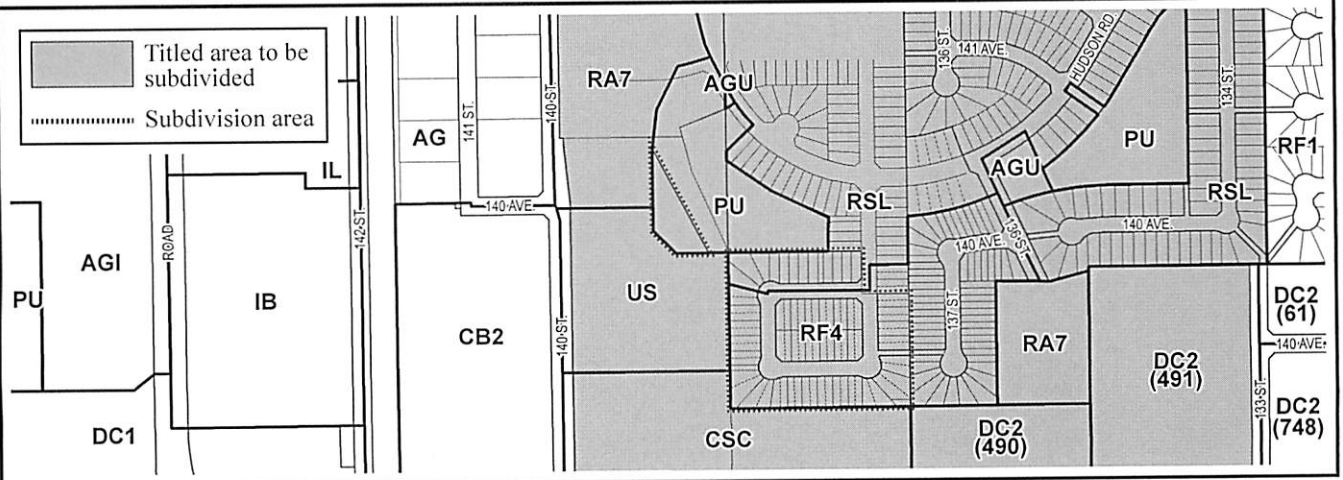 Titled area to be
subdivided
Subdivision area
RA7
AGU
136 ST.
141 AVE.
HUDSON RD.
134 ST.
AG
141 ST.
140 ST.
PU
RF1
IL
AGU
140 AVE.
PU
RSL
RSL
140 AVE.
136 ST.
140 AVE.
ROAD
142 ST.
AGI
PU
IB
US
CB2
140 ST.
RF4
137 ST.
RA7
DC2
(61)
140 AVE.
DC2
(491)
133 ST.
DC2
(748)
DC1
CSC
DC2
(490)